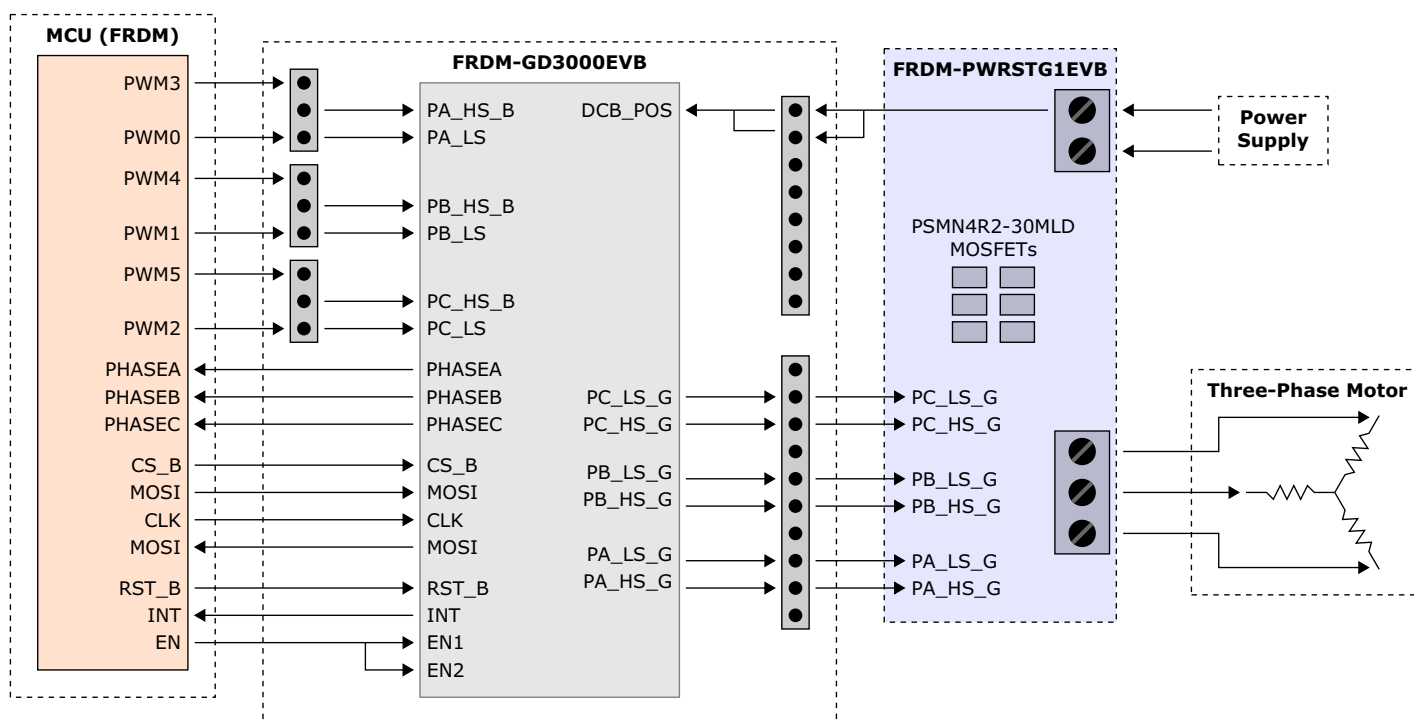 MCU (FRDM)
PWM3
PWM0
PWM4
PWM1
PWM5
PWM2
PHASEA
PHASEB
PHASEC
CS_B
MOSI
CLK
MOSI
RST_B
INT
EN
FRDM-GD3000EVB
PA_HS_B
PA_LS
PB_HS_B
PB_LS
PC_HS_B
PC_LS
PHASEA
PHASEB
PHASEC
CS_B
MOSI
CLK
MOSI
RST_B
INT
EN1
EN2
DCB_POS
PC_LS_G
PC_HS_G
PB_LS_G
PB_HS_G
PA_LS_G
PA_HS_G
FRDM-PWRSTG1EVB
PSMN4R2-30MLD
MOSFETs
PC_LS_G
PC_HS_G
PB_LS_G
PB_HS_G
PA_LS_G
PA_HS_G
Power
Supply
Three-Phase Motor